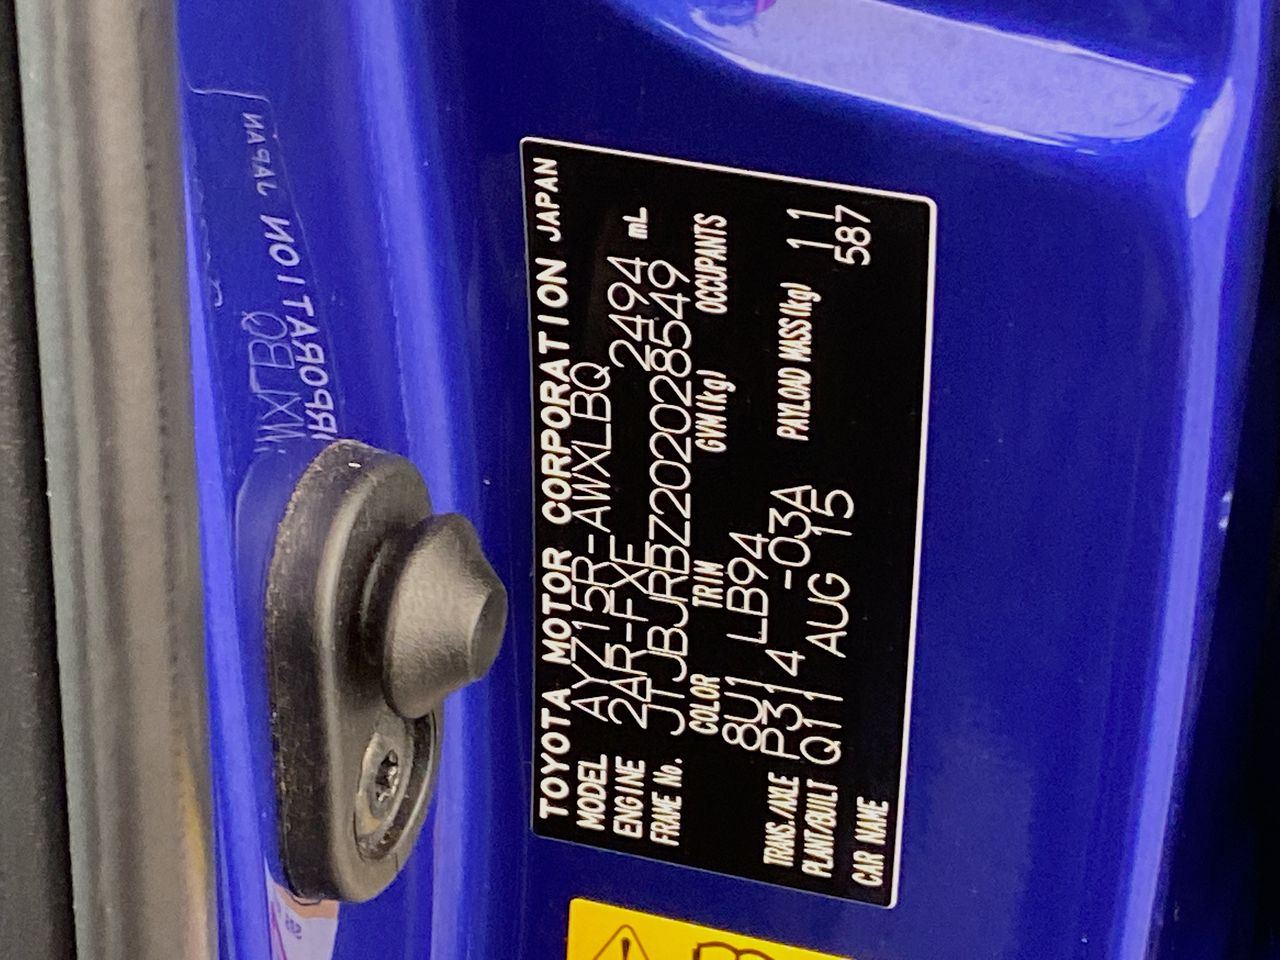 TOYOTA MOTOR CORPORATION JAPAN
MODEL AYZ15R-AWXLBQ
ENGINE 2AR-FXE 2494 mL
FRAME No. JTJBJRBZ202028549
COLOR TRIM GVM(kg) OCCUPANTS
8U1 LB94
TRANS./AXLE P314 -03A PAYLOAD MASS(kg) 11
PLANT/BUILT Q11 AUG 15 587
CAR NAME